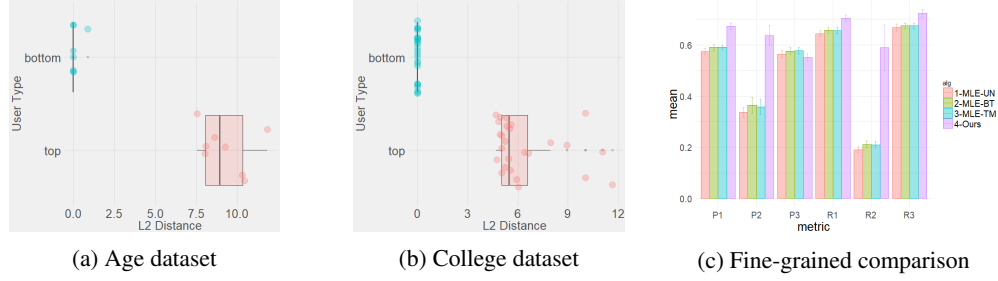 User Type
bottom
top
0.0 2.5 5.0 7.5 10.0
L2 Distance
(a) Age dataset
User Type
bottom
top
0 3 6 9 12
L2 Distance
(b) College dataset
mean
0.6
0.4
0.2
0.0
P1 P2 P3 R1 R2 R3
metric
alg
1-MLE-UN
2-MLE-BT
3-MLE-TM
4-Ours
(c) Fine-grained comparison